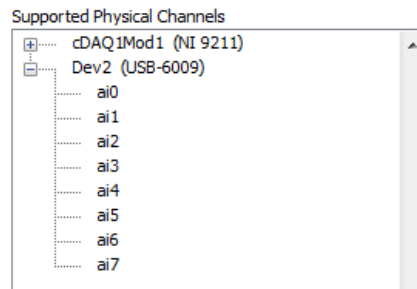 Supported Physical Channels
cDAQ1Mod1 (NI 9211)
Dev2 (USB-6009)
ai0
ai1
ai2
ai3
ai4
ai5
ai6
ai7